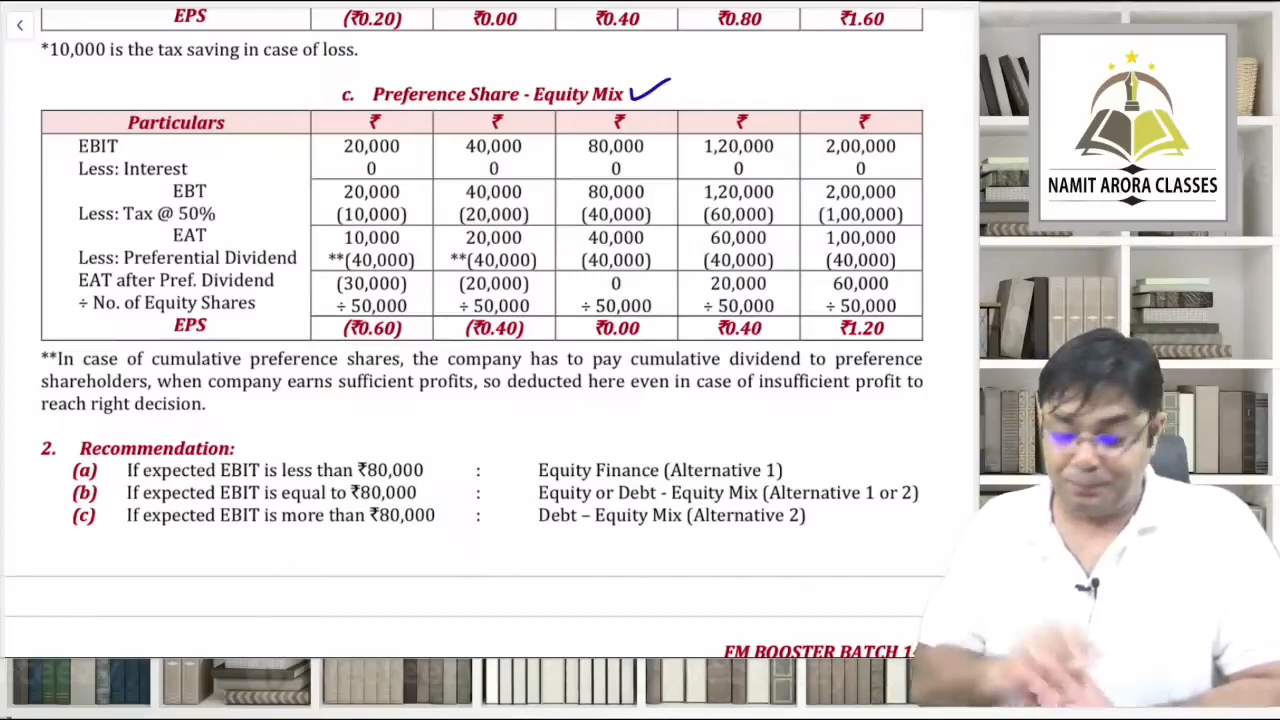 EPS (₹0.20) ₹0.00 ₹0.40 ₹0.80 ₹1.60
*10,000 is the tax saving in case of loss.
c. Preference Share - Equity Mix
Particulars ₹ ₹ ₹ ₹ ₹
EBIT 20,000 40,000 80,000 1,20,000 2,00,000
Less: Interest 0 0 0 0 0
EBT 20,000 40,000 80,000 1,20,000 2,00,000
Less: Tax @ 50% (10,000) (20,000) (40,000) (60,000) (1,00,000)
EAT 10,000 20,000 40,000 60,000 1,00,000
Less: Preferential Dividend **(40,000) **(40,000) (40,000) (40,000) (40,000)
EAT after Pref. Dividend (30,000) (20,000) 0 20,000 60,000
÷ No. of Equity Shares ÷ 50,000 ÷ 50,000 ÷ 50,000 ÷ 50,000 ÷ 50,000
EPS (₹0.60) (₹0.40) ₹0.00 ₹0.40 ₹1.20
**In case of cumulative preference shares, the company has to pay cumulative dividend to preference
shareholders, when company earns sufficient profits, so deducted here even in case of insufficient profit to
reach right decision.
2. Recommendation:
(a) If expected EBIT is less than ₹80,000 : Equity Finance (Alternative 1)
(b) If expected EBIT is equal to ₹80,000 : Equity or Debt - Equity Mix (Alternative 1 or 2)
(c) If expected EBIT is more than ₹80,000 : Debt – Equity Mix (Alternative 2)
FM BOOSTER BATCH 1
NAMIT ARORA CLASSES